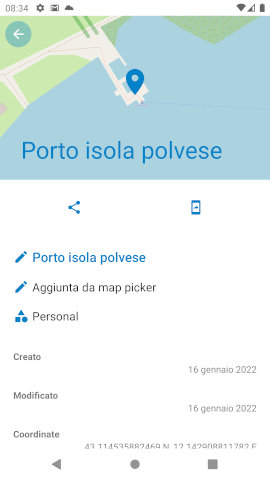 08:34
Porto isola polvese
Porto isola polvese
Aggiunta da map picker
Personal
Creato
16 gennaio 2022
Modificato
16 gennaio 2022
Coordinate
43.114535882469 N, 12.142908811782 E